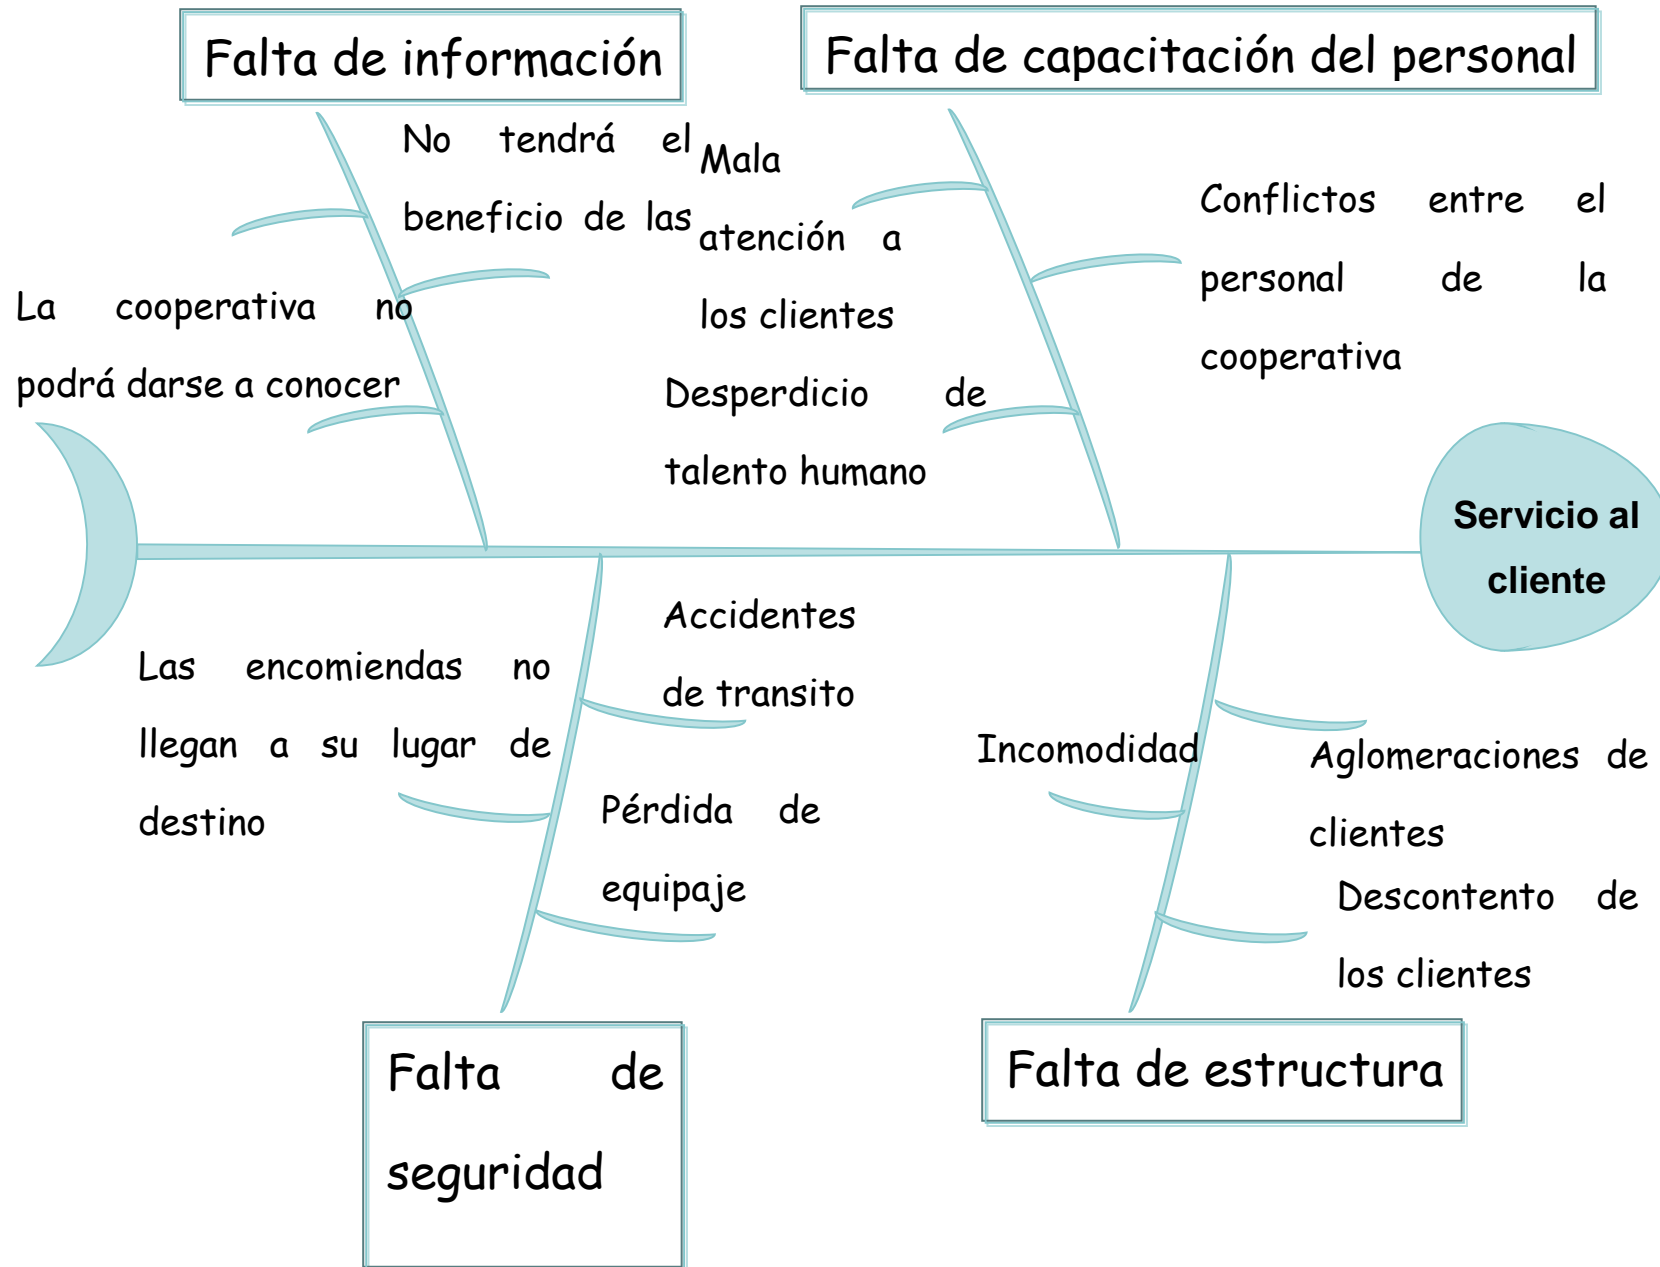 Falta de información
Falta de capacitación del personal
No tendrá el
beneficio de las
La cooperativa no
podrá darse a conocer
Mala
atención a
los clientes
Desperdicio de
talento humano
Conflictos entre el
personal de la
cooperativa
Servicio al
cliente
Las encomiendas no
llegan a su lugar de
destino
Accidentes
de transito
Pérdida de
equipaje
Incomodidad
Aglomeraciones de
clientes
Descontento de
los clientes
Falta de
seguridad
Falta de estructura